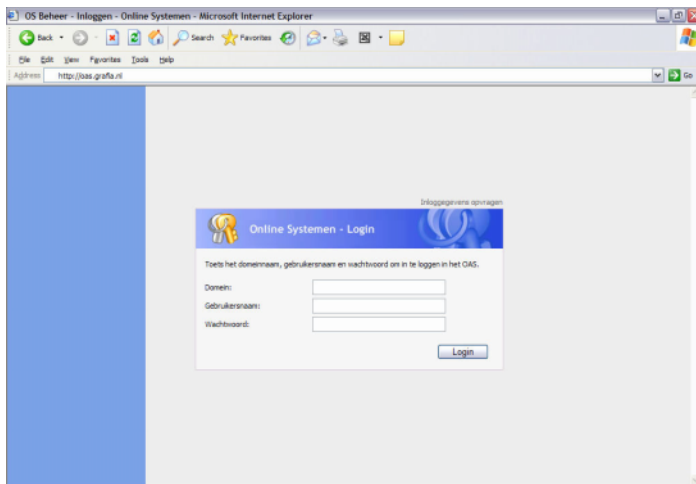 OS Beheer - Inloggen - Online Systemen - Microsoft Internet Explorer
Back Search Favorites
File Edit View Favorites Tools Help
Address http://oas.grafia.nl Go
Inloggegevens opvragen
Online Systemen - Login
Toets het domeinnaam, gebruikersnaam en wachtwoord om in te loggen in het OAS.
Domein:
Gebruikersnaam:
Wachtwoord:
Login